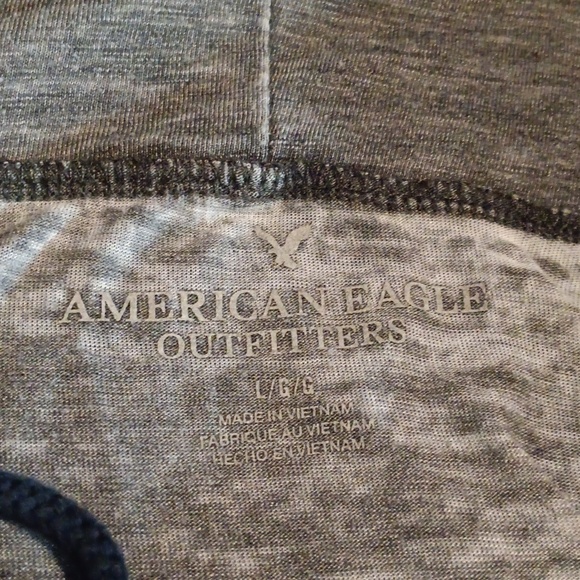 AMERICAN EAGLE
OUTFITTERS
L/G/G
MADE IN VIETNAM
FABRIQUE AU VIETNAM
HECHO EN VIETNAM